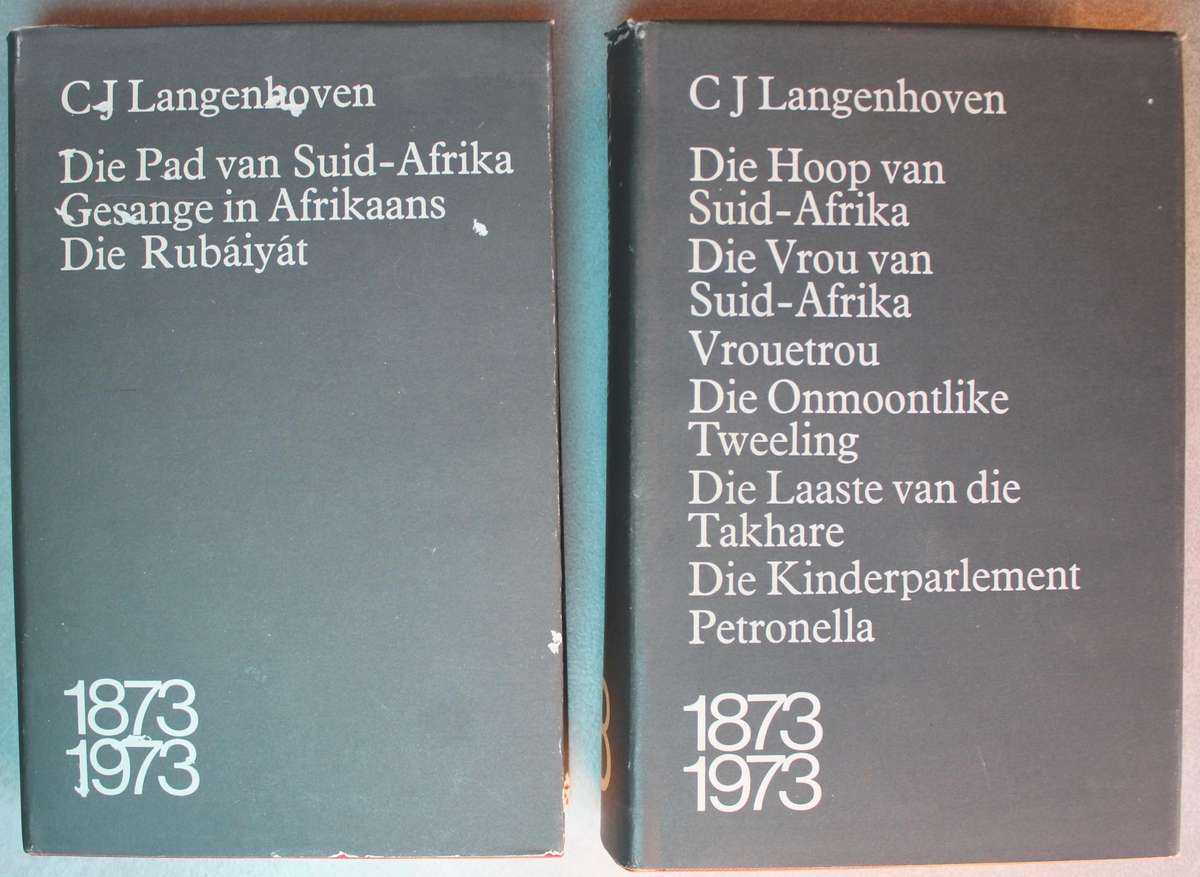 C J Langenhoven
Die Pad van Suid-Afrika
Gesange in Afrikaans
Die Rubáiyát
1873
1973
C J Langenhoven
Die Hoop van
Suid-Afrika
Die Vrou van
Suid-Afrika
Vrouetrou
Die Onmoontlike
Tweeling
Die Laaste van die
Takhare
Die Kinderparlement
Petronella
1873
1973